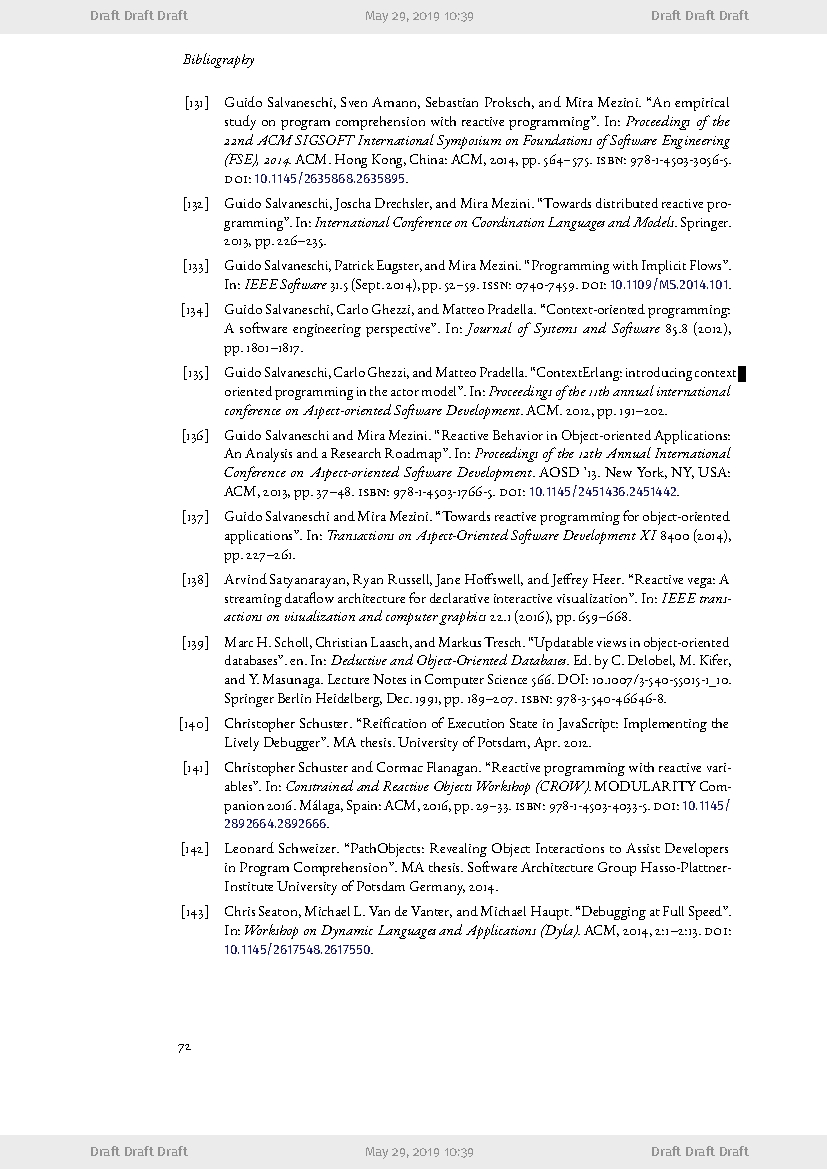 Draft Draft Draft May 29, 2019 10:39 Draft Draft Draft
Bibliography
[131] Guido Salvaneschi, Sven Amann, Sebastian Proksch, and Mira Mezini. “An empirical
study on program comprehension with reactive programming”. In: Proceedings of the
22nd ACM SIGSOFT International Symposium on Foundations of Software Engineering
(FSE), 2014. ACM. Hong Kong, China: ACM, 2014, pp. 564–575. ISBN: 978-1-4503-3056-5.
DOI: 10.1145/2635868.2635895.
[132] Guido Salvaneschi, Joscha Drechsler, and Mira Mezini. “Towards distributed reactive pro-
gramming”. In: International Conference on Coordination Languages and Models. Springer.
2013, pp. 226–235.
[133] Guido Salvaneschi, Patrick Eugster, and Mira Mezini. “Programming with Implicit Flows”.
In: IEEE Software 31.5 (Sept. 2014), pp. 52–59. ISSN: 0740-7459. DOI: 10.1109/MS.2014.101.
[134] Guido Salvaneschi, Carlo Ghezzi, and Matteo Pradella. “Context-oriented programming:
A software engineering perspective”. In: Journal of Systems and Software 85.8 (2012),
pp. 1801–1817.
[135] Guido Salvaneschi, Carlo Ghezzi, and Matteo Pradella. “ContextErlang: introducing context
oriented programming in the actor model”. In: Proceedings of the 11th annual international
conference on Aspect-oriented Software Development. ACM. 2012, pp. 191–202.
[136] Guido Salvaneschi and Mira Mezini. “Reactive Behavior in Object-oriented Applications:
An Analysis and a Research Roadmap”. In: Proceedings of the 12th Annual International
Conference on Aspect-oriented Software Development. AOSD ’13. New York, NY, USA:
ACM, 2013, pp. 37–48. ISBN: 978-1-4503-1766-5. DOI: 10.1145/2451436.2451442.
[137] Guido Salvaneschi and Mira Mezini. “Towards reactive programming for object-oriented
applications”. In: Transactions on Aspect-Oriented Software Development XI 8400 (2014),
pp. 227–261.
[138] Arvind Satyanarayan, Ryan Russell, Jane Hoffswell, and Jeffrey Heer. “Reactive vega: A
streaming dataflow architecture for declarative interactive visualization”. In: IEEE trans-
actions on visualization and computer graphics 22.1 (2016), pp. 659–668.
[139] Marc H. Scholl, Christian Laasch, and Markus Tresch. “Updatable views in object-oriented
databases”. en. In: Deductive and Object-Oriented Databases. Ed. by C. Delobel, M. Kifer,
and Y. Masunaga. Lecture Notes in Computer Science 566. DOI: 10.1007/3-540-55015-1_10.
Springer Berlin Heidelberg, Dec. 1991, pp. 189–207. ISBN: 978-3-540-46646-8.
[140] Christopher Schuster. “Reification of Execution State in JavaScript: Implementing the
Lively Debugger”. MA thesis. University of Potsdam, Apr. 2012.
[141] Christopher Schuster and Cormac Flanagan. “Reactive programming with reactive vari-
ables”. In: Constrained and Reactive Objects Workshop (CROW). MODULARITY Com-
panion 2016. Málaga, Spain: ACM, 2016, pp. 29–33. ISBN: 978-1-4503-4033-5. DOI: 10.1145/
2892664.2892666.
[142] Leonard Schweizer. “PathObjects: Revealing Object Interactions to Assist Developers
in Program Comprehension”. MA thesis. Software Architecture Group Hasso-Plattner-
Institute University of Potsdam Germany, 2014.
[143] Chris Seaton, Michael L. Van de Vanter, and Michael Haupt. “Debugging at Full Speed”.
In: Workshop on Dynamic Languages and Applications (Dyla). ACM, 2014, 2:1–2:13. DOI:
10.1145/2617548.2617550.
72
Draft Draft Draft May 29, 2019 10:39 Draft Draft Draft